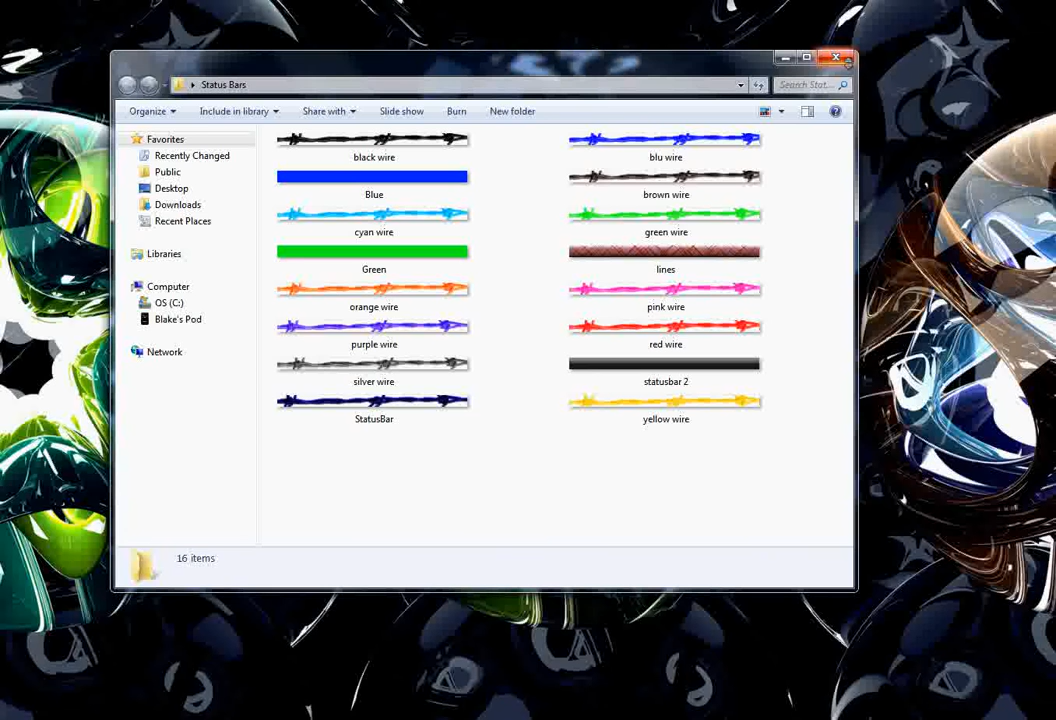 Status Bars
Search Stat...
Organize Include in library Share with Slide show Burn New folder
Favorites
Recently Changed
Public
Desktop
Downloads
Recent Places
Libraries
Computer
OS (C:)
Blake's Pod
Network
black wire blu wire
Blue brown wire
cyan wire green wire
Green lines
orange wire pink wire
purple wire red wire
silver wire statusbar 2
StatusBar yellow wire
16 items